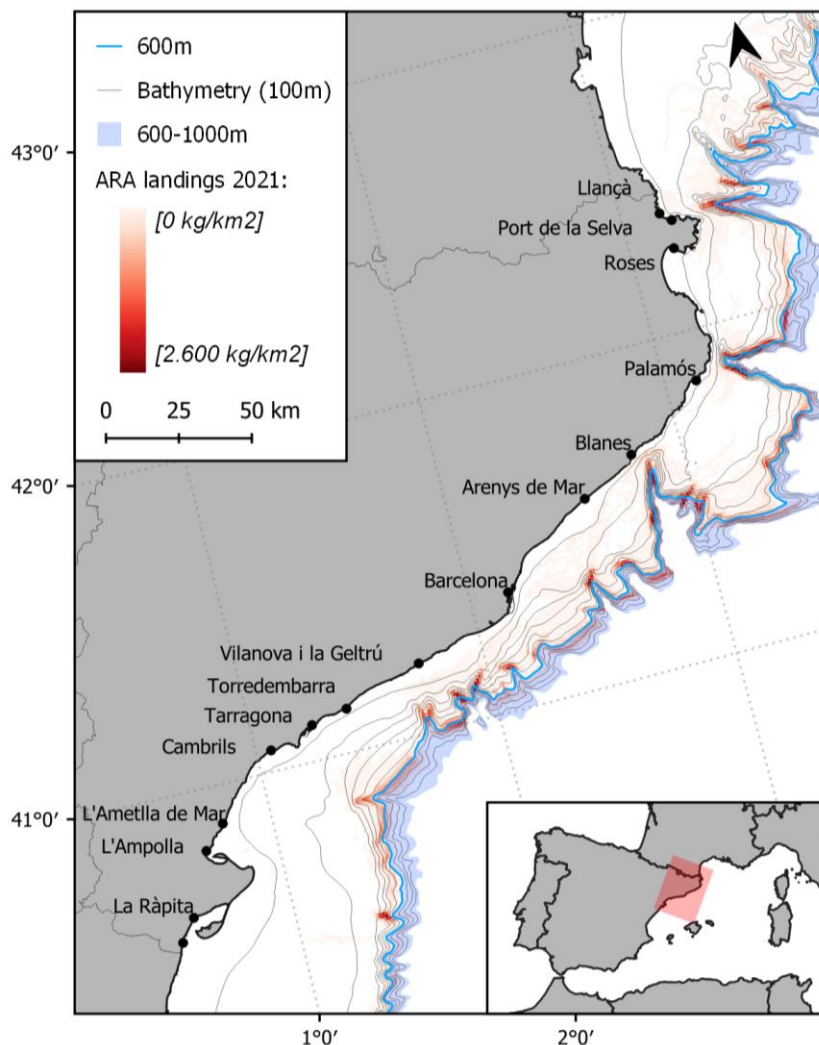 600m
Bathymetry (100m)
600-1000m
ARA landings 2021:
[0 kg/km2]
[2.600 kg/km2]
0 25 50 km
43°0′
Llançà
Port de la Selva
Roses
Palamós
Blanes
42°0′
Arenys de Mar
Barcelona
Vilanova i la Geltrú
Torredembarra
Tarragona
Cambrils
41°0′
L'Ametlla de Mar
L'Ampolla
La Ràpita
1°0′ 2°0′